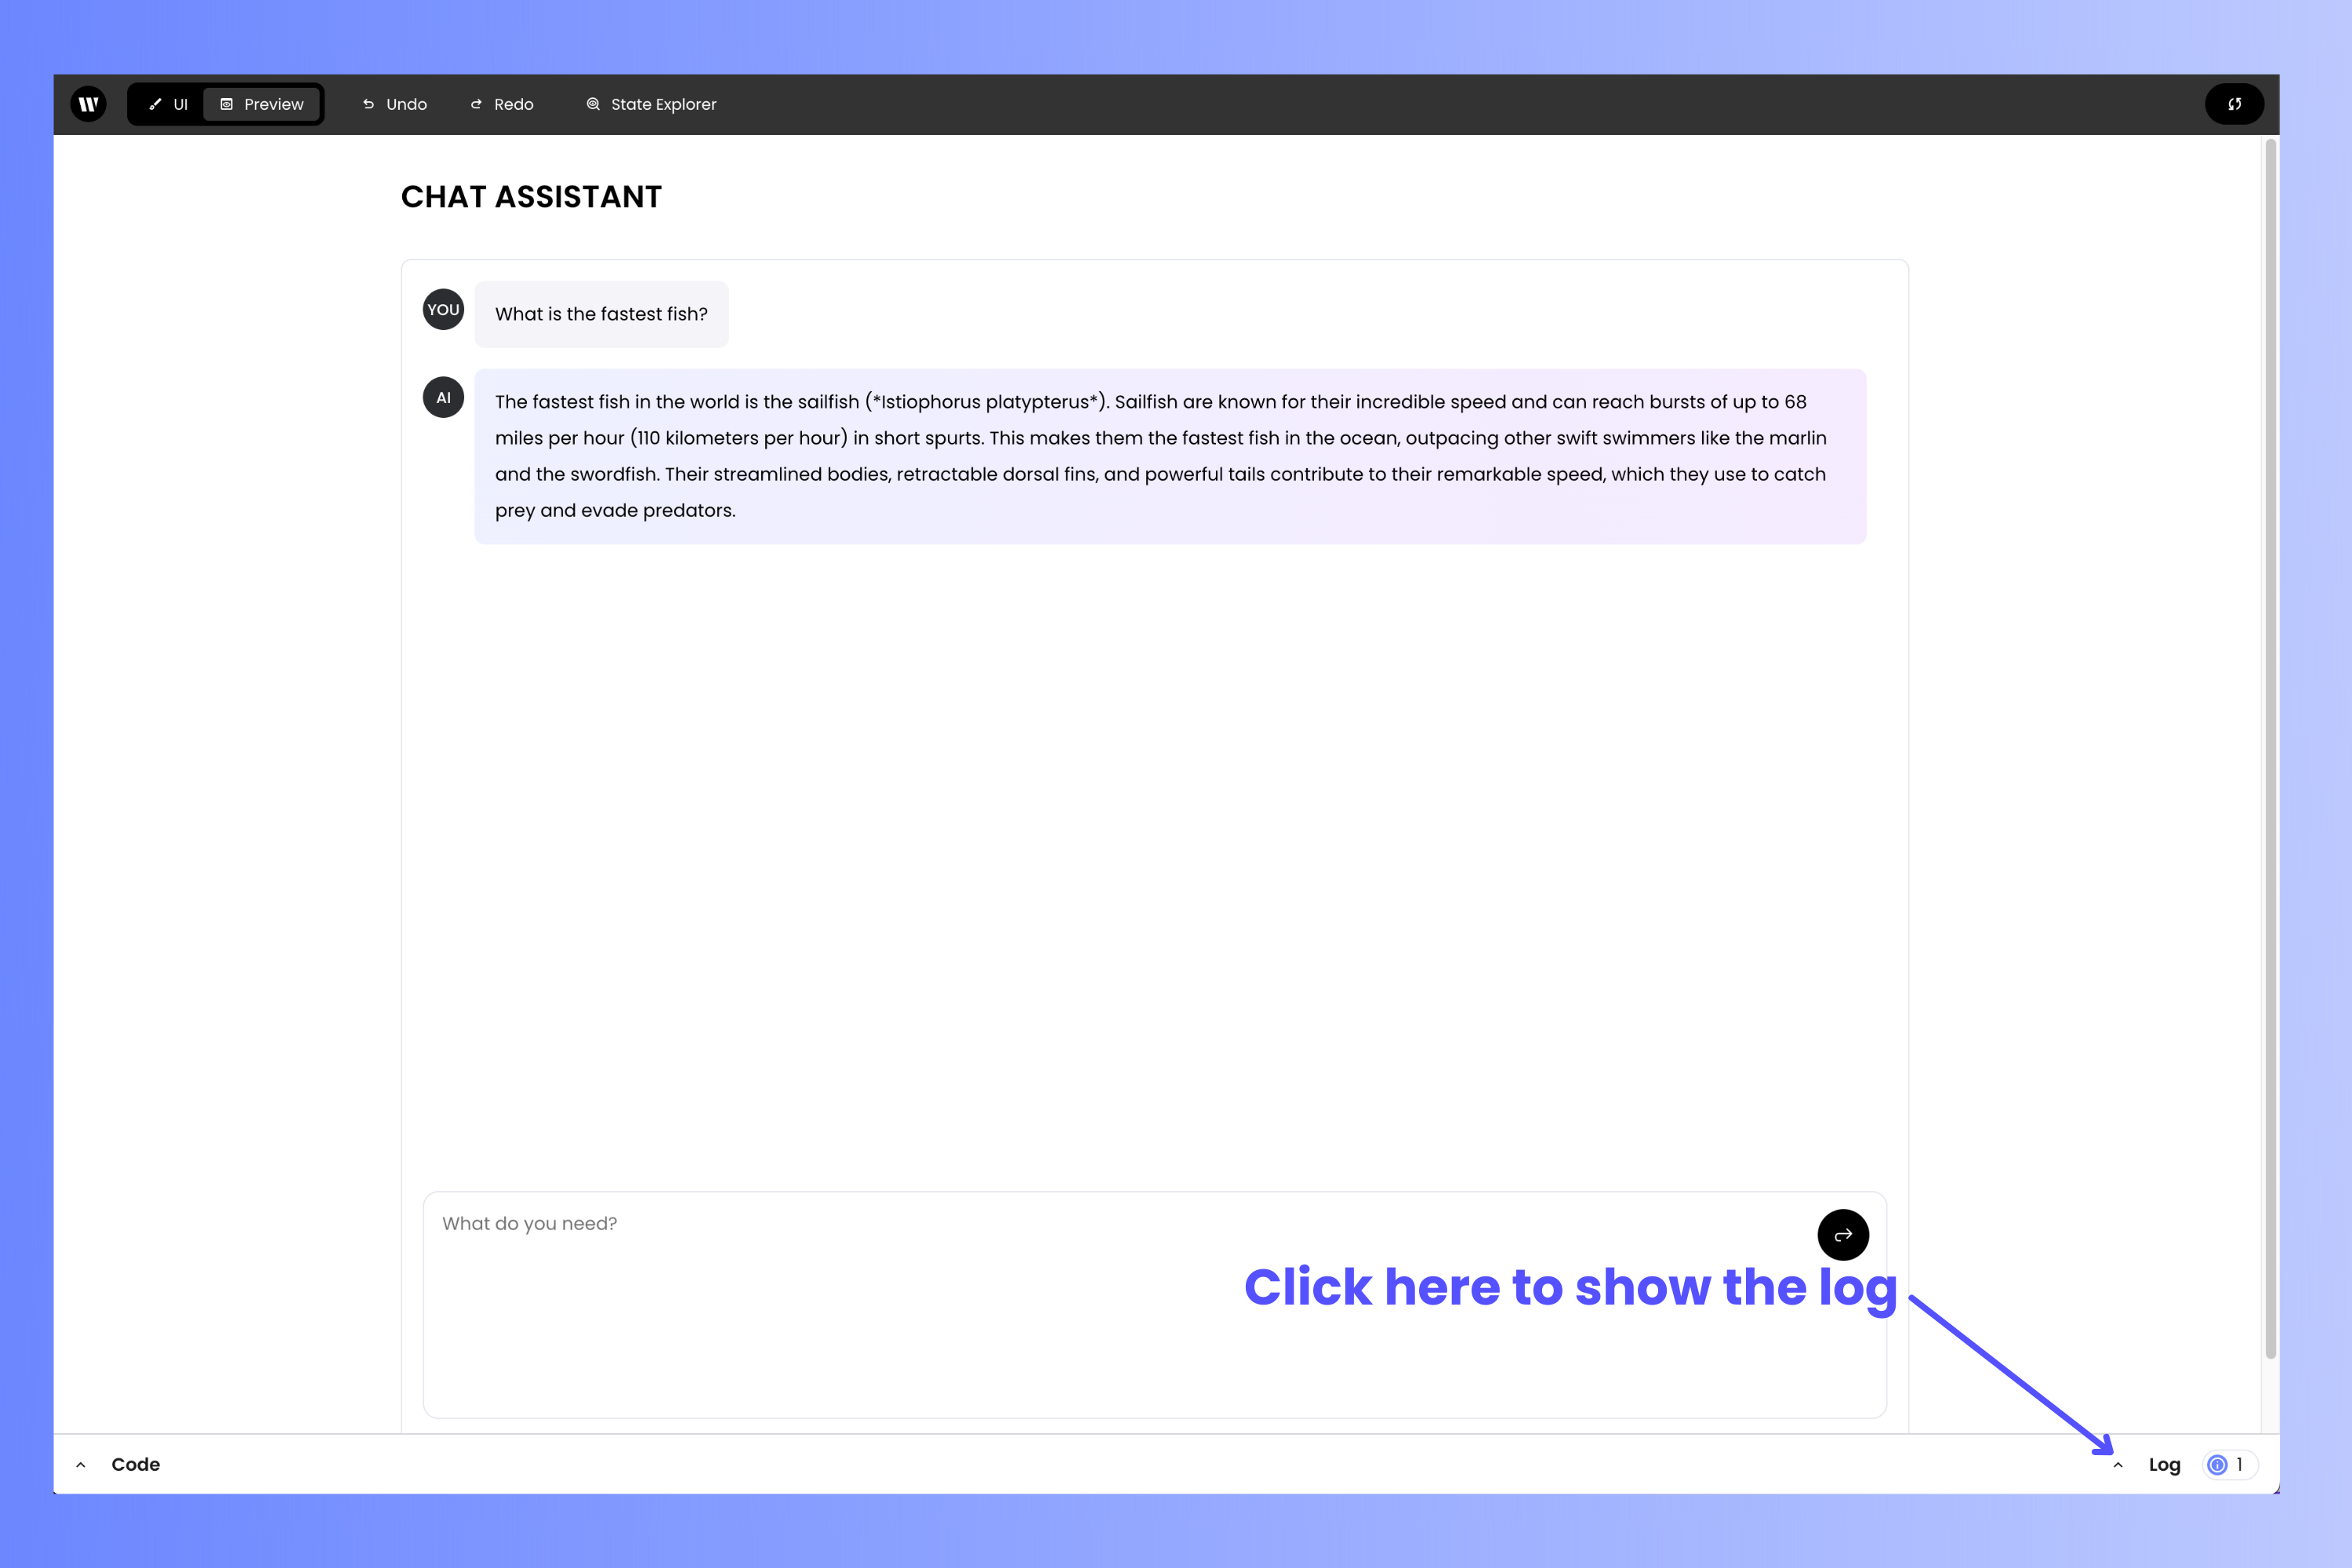 W UI Preview Undo Redo State Explorer
CHAT ASSISTANT
YOU What is the fastest fish?
AI The fastest fish in the world is the sailfish (*Istiophorus platypterus*). Sailfish are known for their incredible speed and can reach bursts of up to 68
miles per hour (110 kilometers per hour) in short spurts. This makes them the fastest fish in the ocean, outpacing other swift swimmers like the marlin
and the swordfish. Their streamlined bodies, retractable dorsal fins, and powerful tails contribute to their remarkable speed, which they use to catch
prey and evade predators.
What do you need?
Click here to show the log
Code Log 1